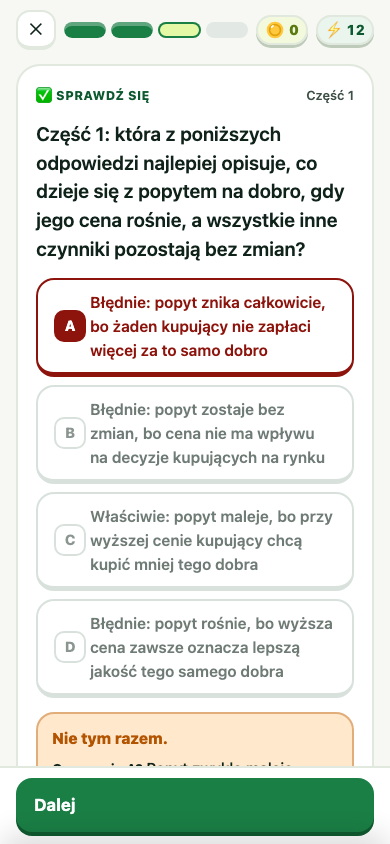 0
12
SPRAWDŹ SIĘ
Część 1
Część 1: która z poniższych
odpowiedzi najlepiej opisuje, co
dzieje się z popytem na dobro, gdy
jego cena rośnie, a wszystkie inne
czynniki pozostają bez zmian?
A
Błędnie: popyt znika całkowicie,
bo żaden kupujący nie zapłaci
więcej za to samo dobro
B
Błędnie: popyt zostaje bez
zmian, bo cena nie ma wpływu
na decyzje kupujących na rynku
C
Właściwie: popyt maleje, bo przy
wyższej cenie kupujący chcą
kupić mniej tego dobra
D
Błędnie: popyt rośnie, bo wyższa
cena zawsze oznacza lepszą
jakość tego samego dobra
Nie tym razem.
Dalej